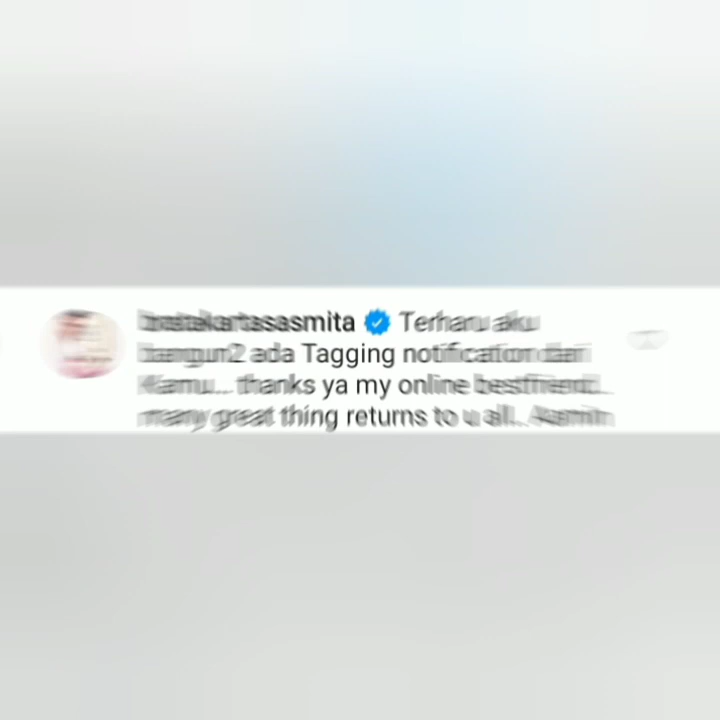 Terharu aku
bangun2 ada Tagging notification dari
Kamu... thanks ya my online bestfriend...
many great thing returns to u all... Aamiin